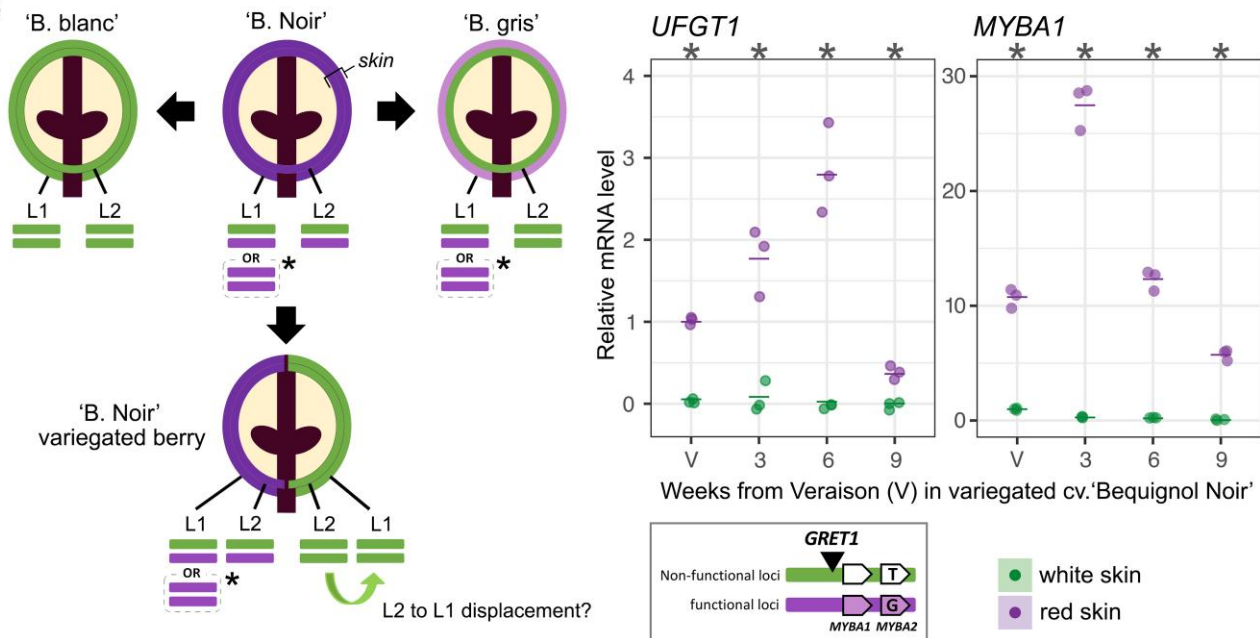 'B. blanc'
'B. Noir'
'B. gris'
skin
L1
L2
L1
L2
L1
L2
OR
*
OR
*
'B. Noir'
variegated berry
L1
L2
L2
L1
OR
*
L2 to L1 displacement?
UFGT1
MYBA1
* * * *
* * * *
Relative mRNA level
4
3
2
1
0
30
20
10
0
V 3 6 9
V 3 6 9
Weeks from Veraison (V) in variegated cv.'Bequignol Noir'
GRET1
Non-functional loci
T
functional loci
G
MYBA1 MYBA2
white skin
red skin